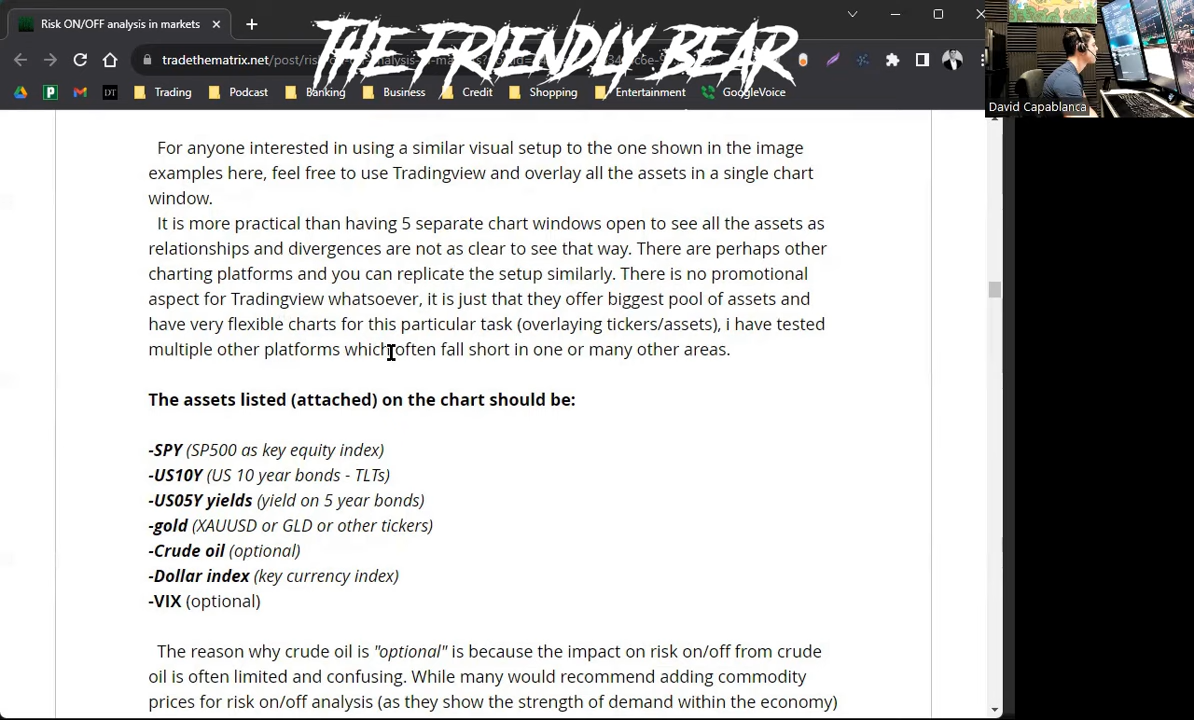 Risk ON/OFF analysis in markets
THE FRIENDLY BEAR
tradethematrix.net/post/ris
Trading
Podcast
Banking
Business
Credit
Shopping
Entertainment
GoogleVoice
David Capablanca
For anyone interested in using a similar visual setup to the one shown in the image
examples here, feel free to use Tradingview and overlay all the assets in a single chart
window.
It is more practical than having 5 separate chart windows open to see all the assets as
relationships and divergences are not as clear to see that way. There are perhaps other
charting platforms and you can replicate the setup similarly. There is no promotional
aspect for Tradingview whatsoever, it is just that they offer biggest pool of assets and
have very flexible charts for this particular task (overlaying tickers/assets), i have tested
multiple other platforms which often fall short in one or many other areas.
The assets listed (attached) on the chart should be:
-SPY (SP500 as key equity index)
-US10Y (US 10 year bonds - TLTs)
-US05Y yields (yield on 5 year bonds)
-gold (XAUUSD or GLD or other tickers)
-Crude oil (optional)
-Dollar index (key currency index)
-VIX (optional)
The reason why crude oil is "optional" is because the impact on risk on/off from crude
oil is often limited and confusing. While many would recommend adding commodity
prices for risk on/off analysis (as they show the strength of demand within the economy)